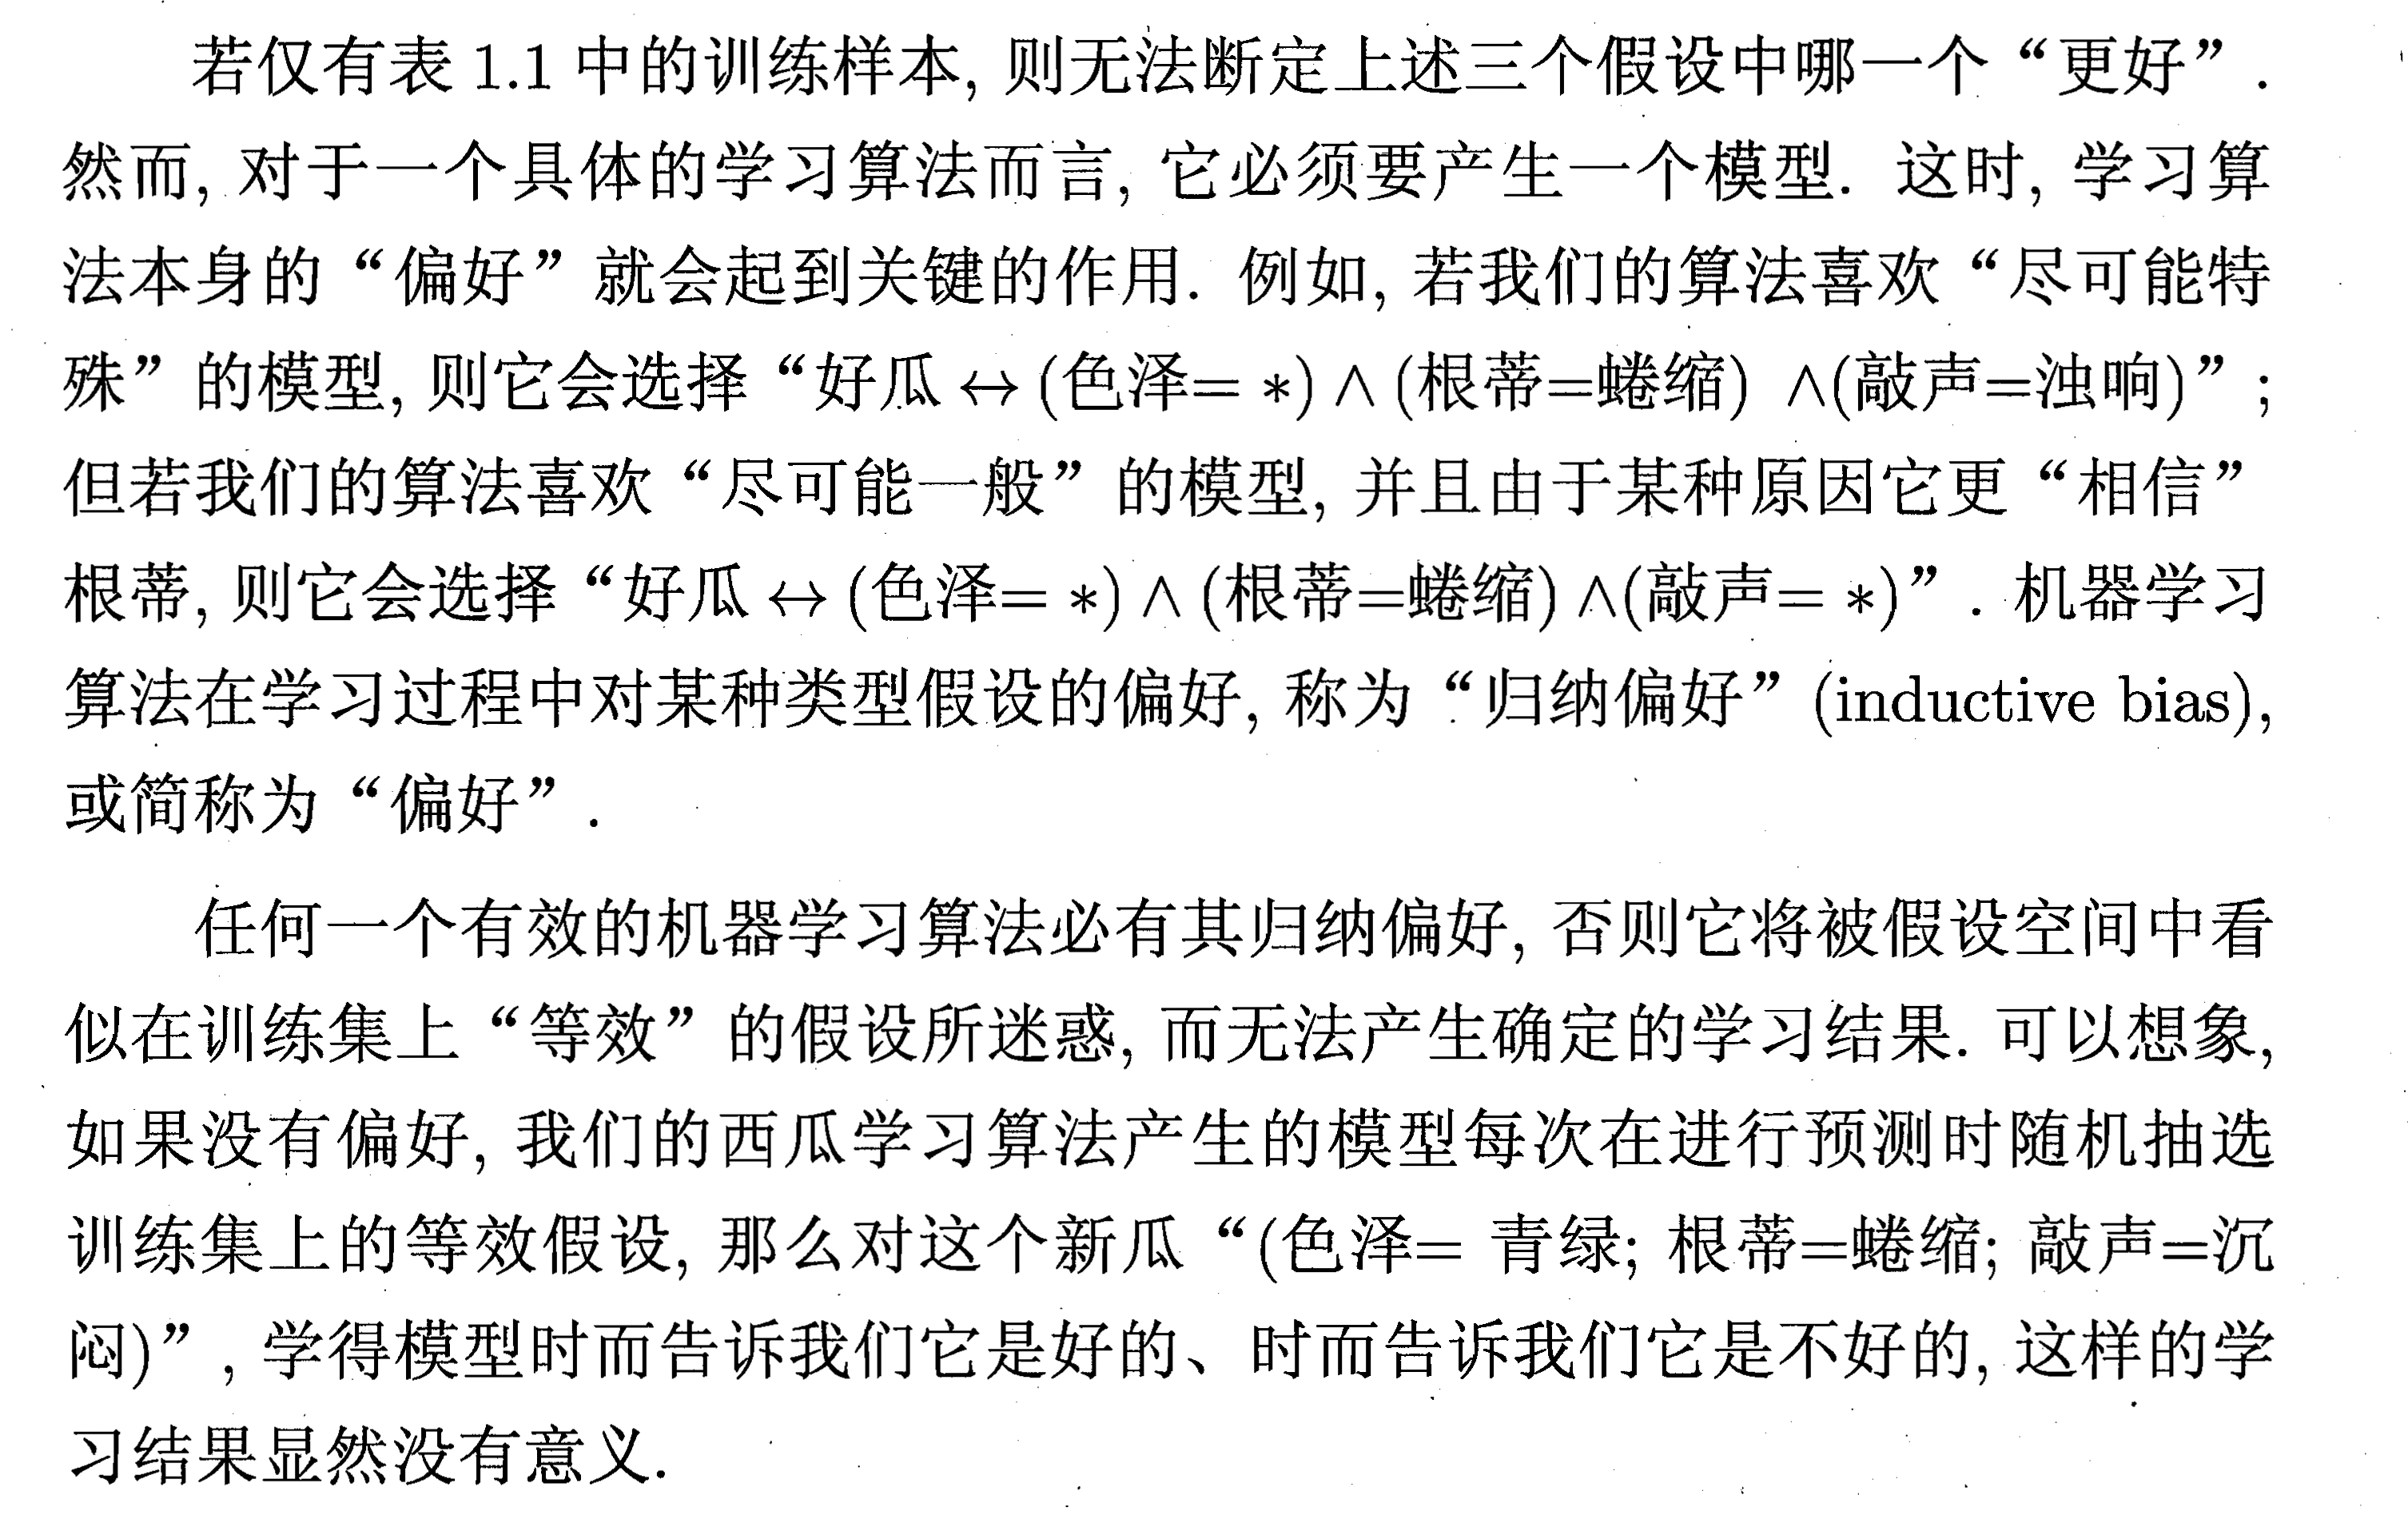 若仅有表 1.1 中的训练样本, 则无法断定上述三个假设中哪一个“更好”.
然而, 对于一个具体的学习算法而言, 它必须要产生一个模型. 这时, 学习算
法本身的“偏好”就会起到关键的作用. 例如, 若我们的算法喜欢“尽可能特
殊”的模型, 则它会选择“好瓜 ↔ (色泽= *) ∧ (根蒂=蜷缩) ∧(敲声=浊响)”;
但若我们的算法喜欢“尽可能一般”的模型, 并且由于某种原因它更“相信”
根蒂, 则它会选择“好瓜 ↔ (色泽= *) ∧ (根蒂=蜷缩) ∧(敲声= *)”. 机器学习
算法在学习过程中对某种类型假设的偏好, 称为“归纳偏好”(inductive bias),
或简称为“偏好”.
任何一个有效的机器学习算法必有其归纳偏好, 否则它将被假设空间中看
似在训练集上“等效”的假设所迷惑, 而无法产生确定的学习结果. 可以想象,
如果没有偏好, 我们的西瓜学习算法产生的模型每次在进行预测时随机抽选
训练集上的等效假设, 那么对这个新瓜“(色泽= 青绿; 根蒂=蜷缩; 敲声=沉
闷)”, 学得模型时而告诉我们它是好的、时而告诉我们它是不好的, 这样的学
习结果显然没有意义.